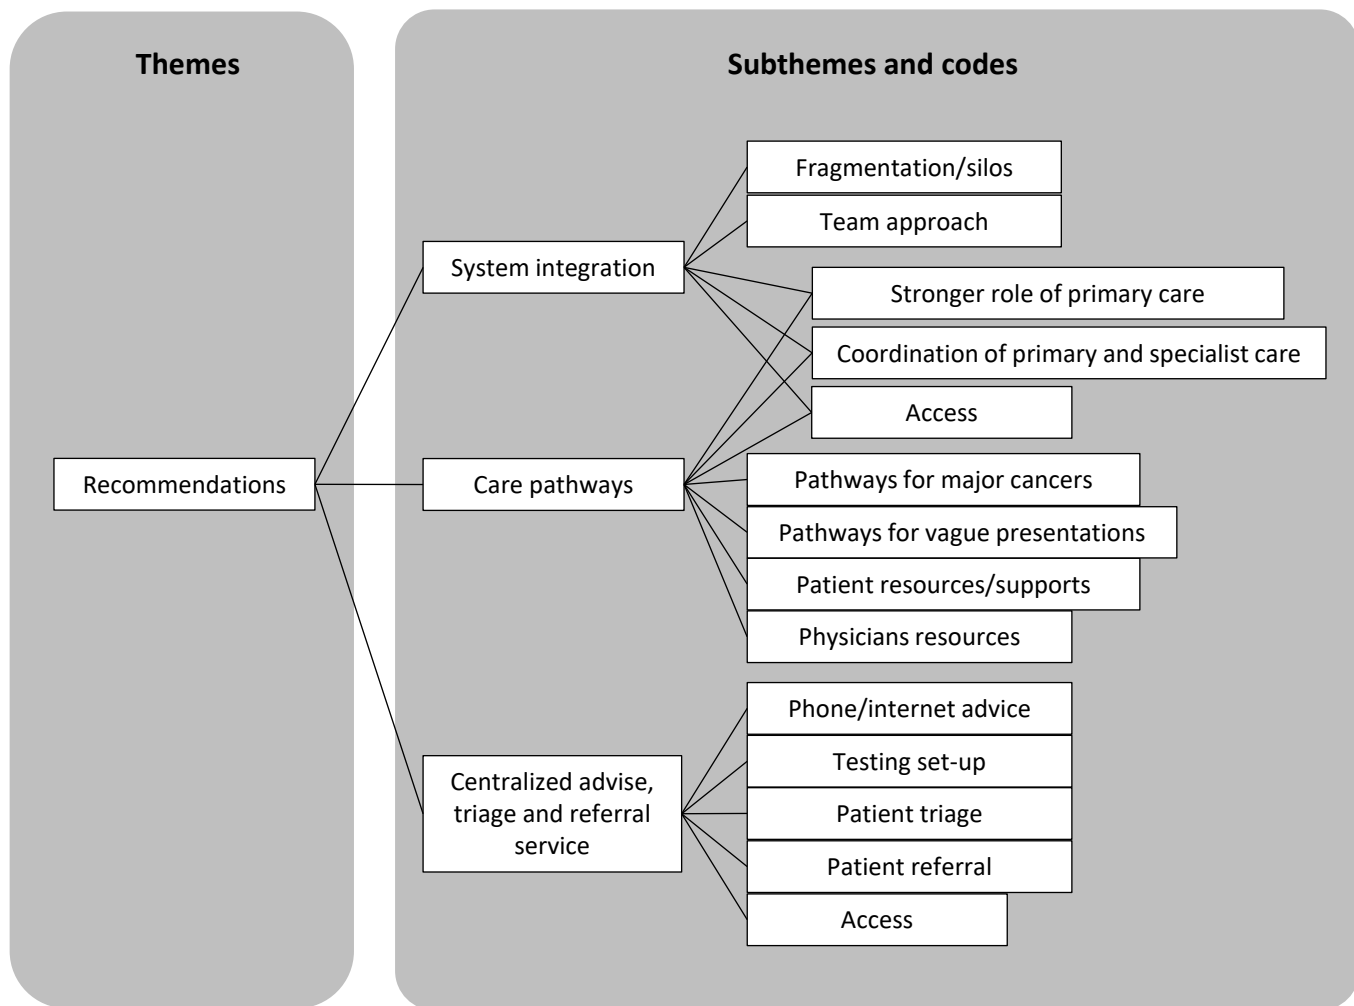 Themes
Subthemes and codes
Fragmentation/silos
Team approach
System integration
Stronger role of primary care
Coordination of primary and specialist care
Access
Recommendations
Care pathways
Pathways for major cancers
Pathways for vague presentations
Patient resources/supports
Physicians resources
Centralized advise,
triage and referral
service
Phone/internet advice
Testing set-up
Patient triage
Patient referral
Access